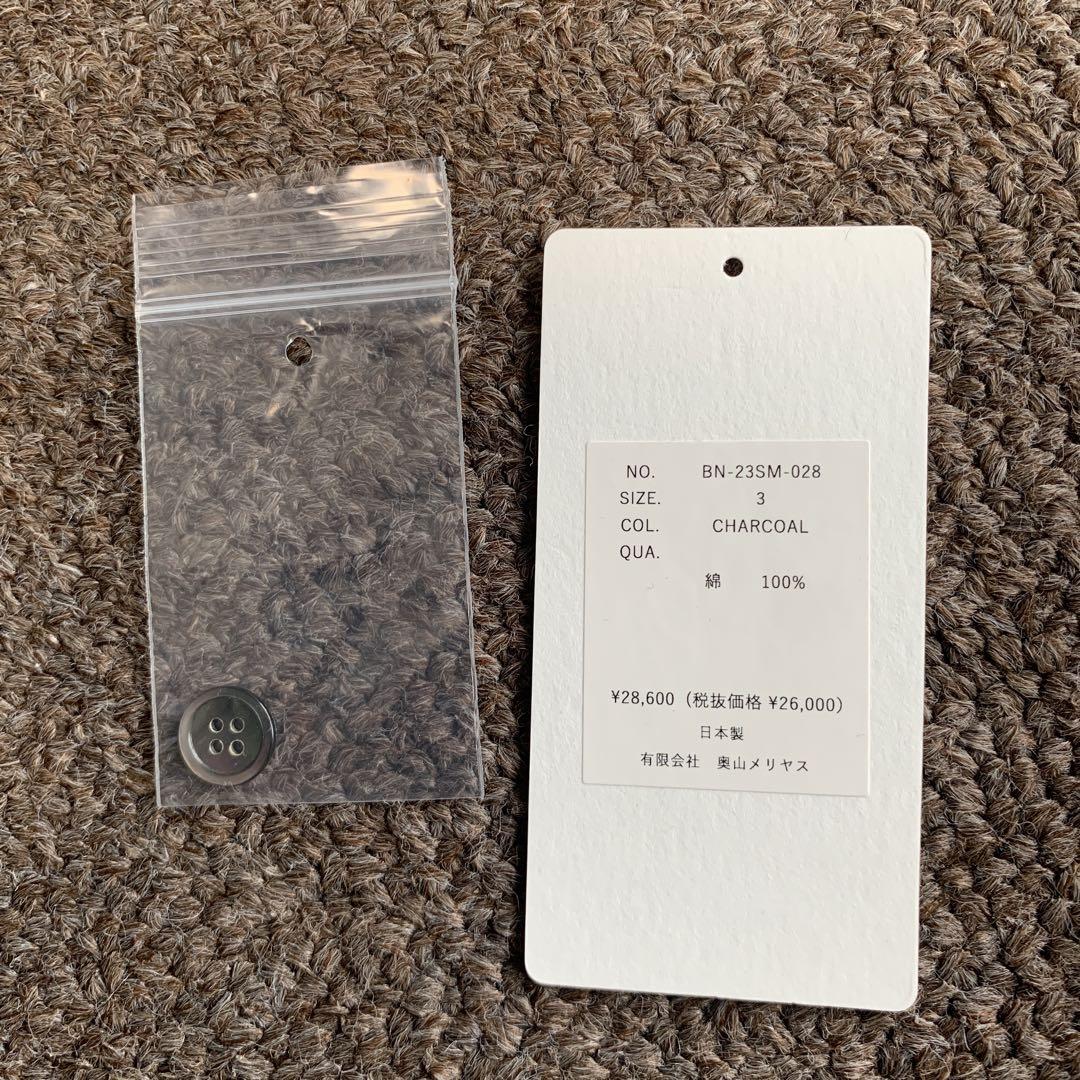 NO. BN-23SM-028
SIZE. 3
COL. CHARCOAL
QUA.
綿 100%
¥28,600（税抜価格 ¥26,000）
日本製
有限会社 奥山メリヤス